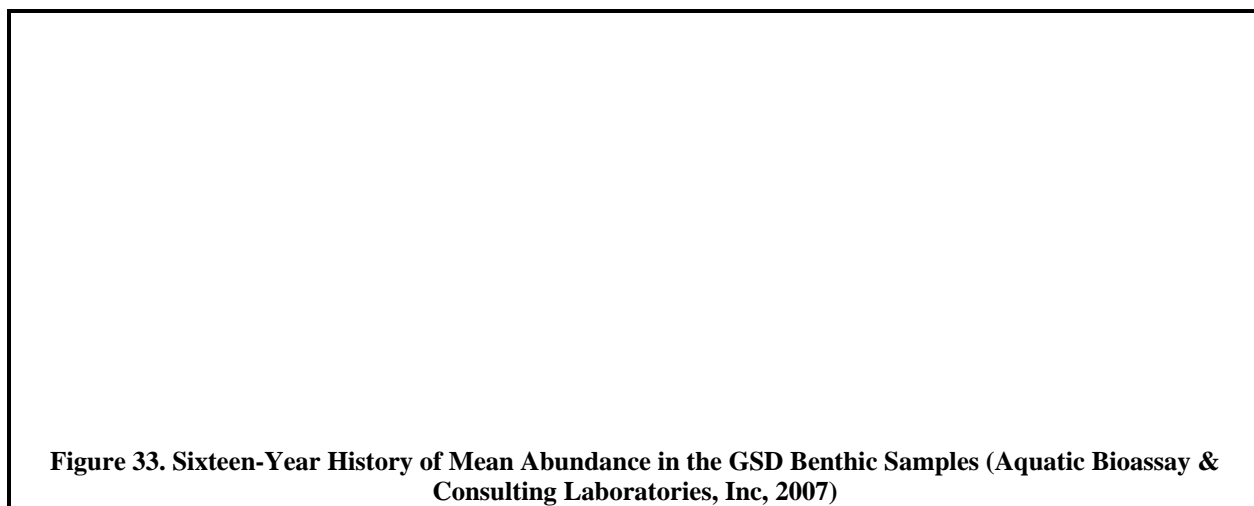 Figure 33. Sixteen-Year History of Mean Abundance in the GSD Benthic Samples (Aquatic Bioassay &
Consulting Laboratories, Inc, 2007)